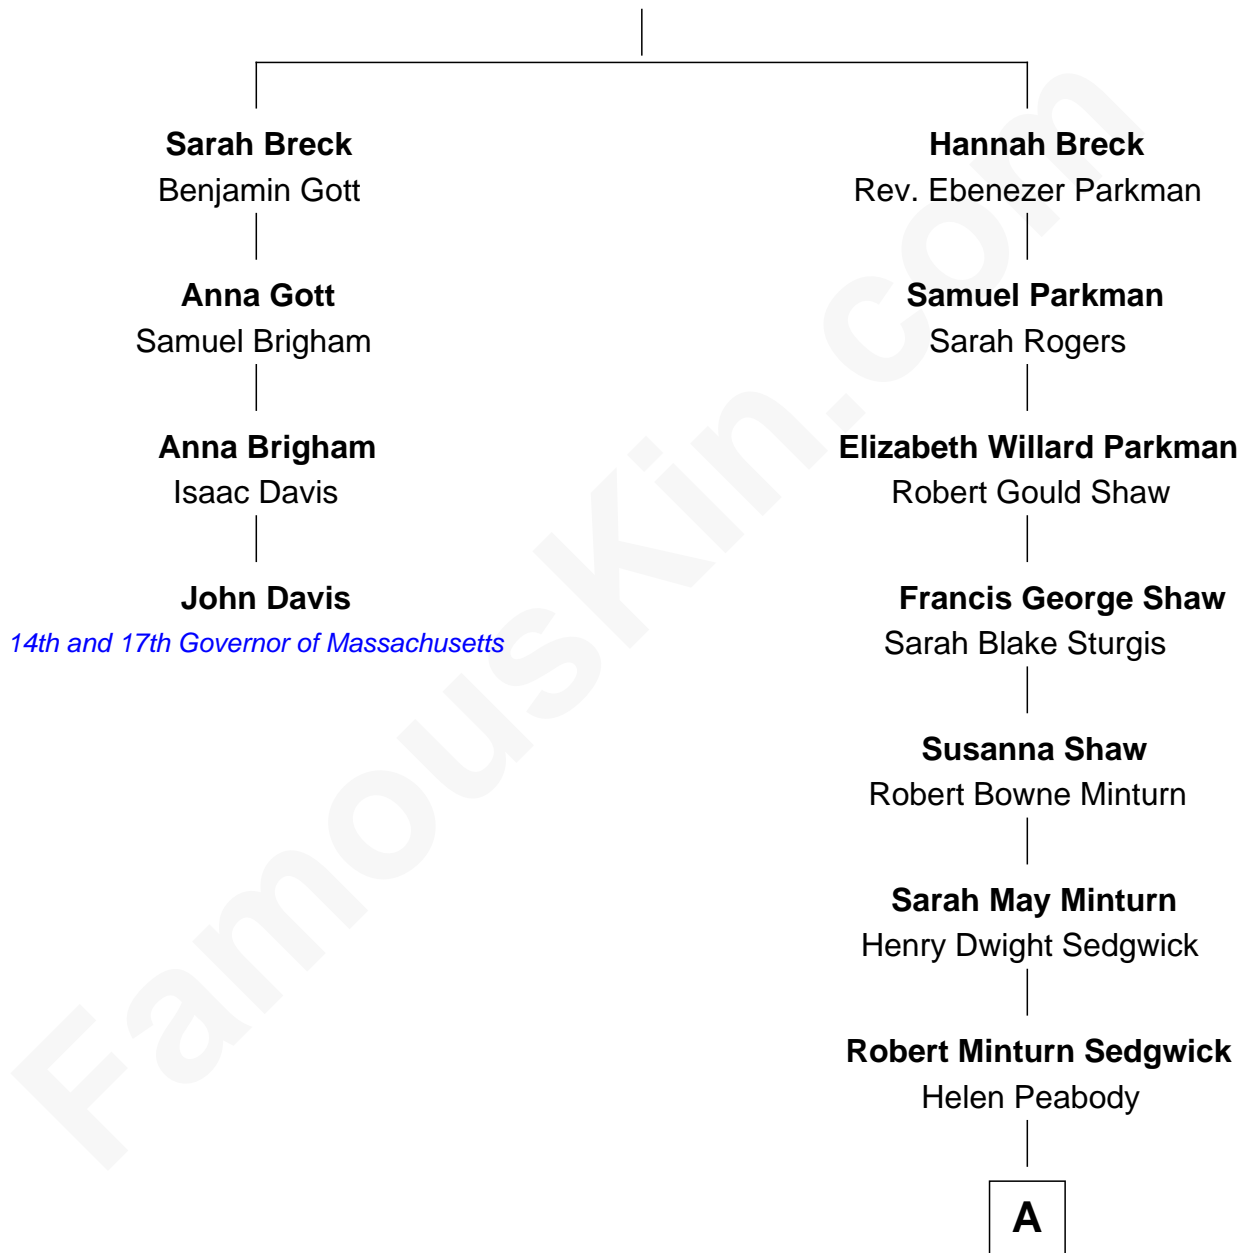 Sarah Breck
Benjamin Gott
Anna Gott
Samuel Brigham
Anna Brigham
Isaac Davis
John Davis
14th and 17th Governor of Massachusetts
Hannah Breck
Rev. Ebenezer Parkman
Samuel Parkman
Sarah Rogers
Elizabeth Willard Parkman
Robert Gould Shaw
Francis George Shaw
Sarah Blake Sturgis
Susanna Shaw
Robert Bowne Minturn
Sarah May Minturn
Henry Dwight Sedgwick
Robert Minturn Sedgwick
Helen Peabody
A
FamousKin.com